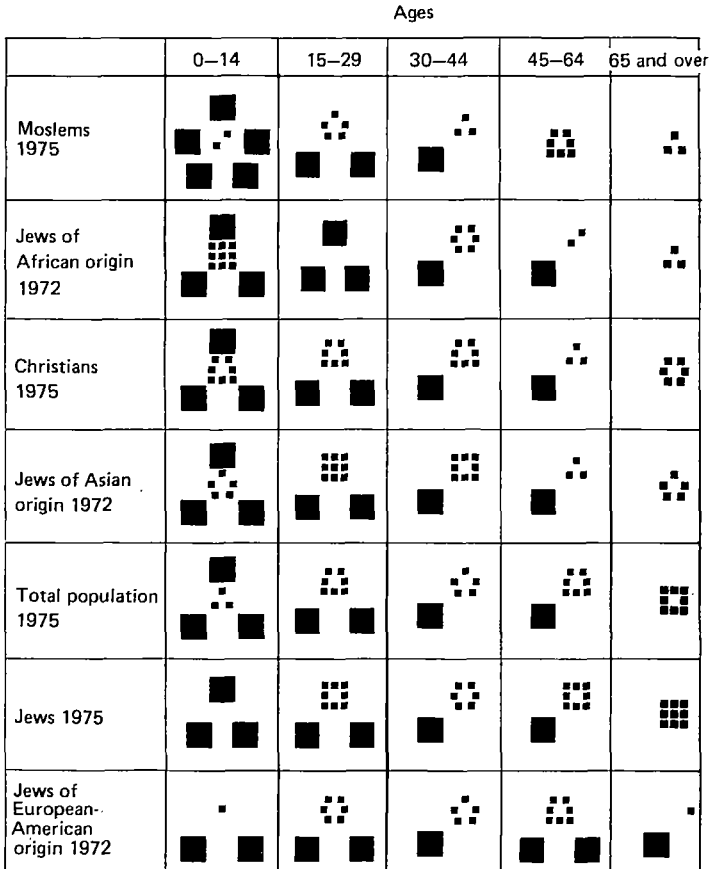 Ages
0—14 15—29 30—44 45—64 65 and over
Moslems
1975
Jews of
African origin
1972
Christians
1975
Jews of Asian
origin 1972
Total population
1975
Jews 1975
Jews of
European-
American
origin 1972